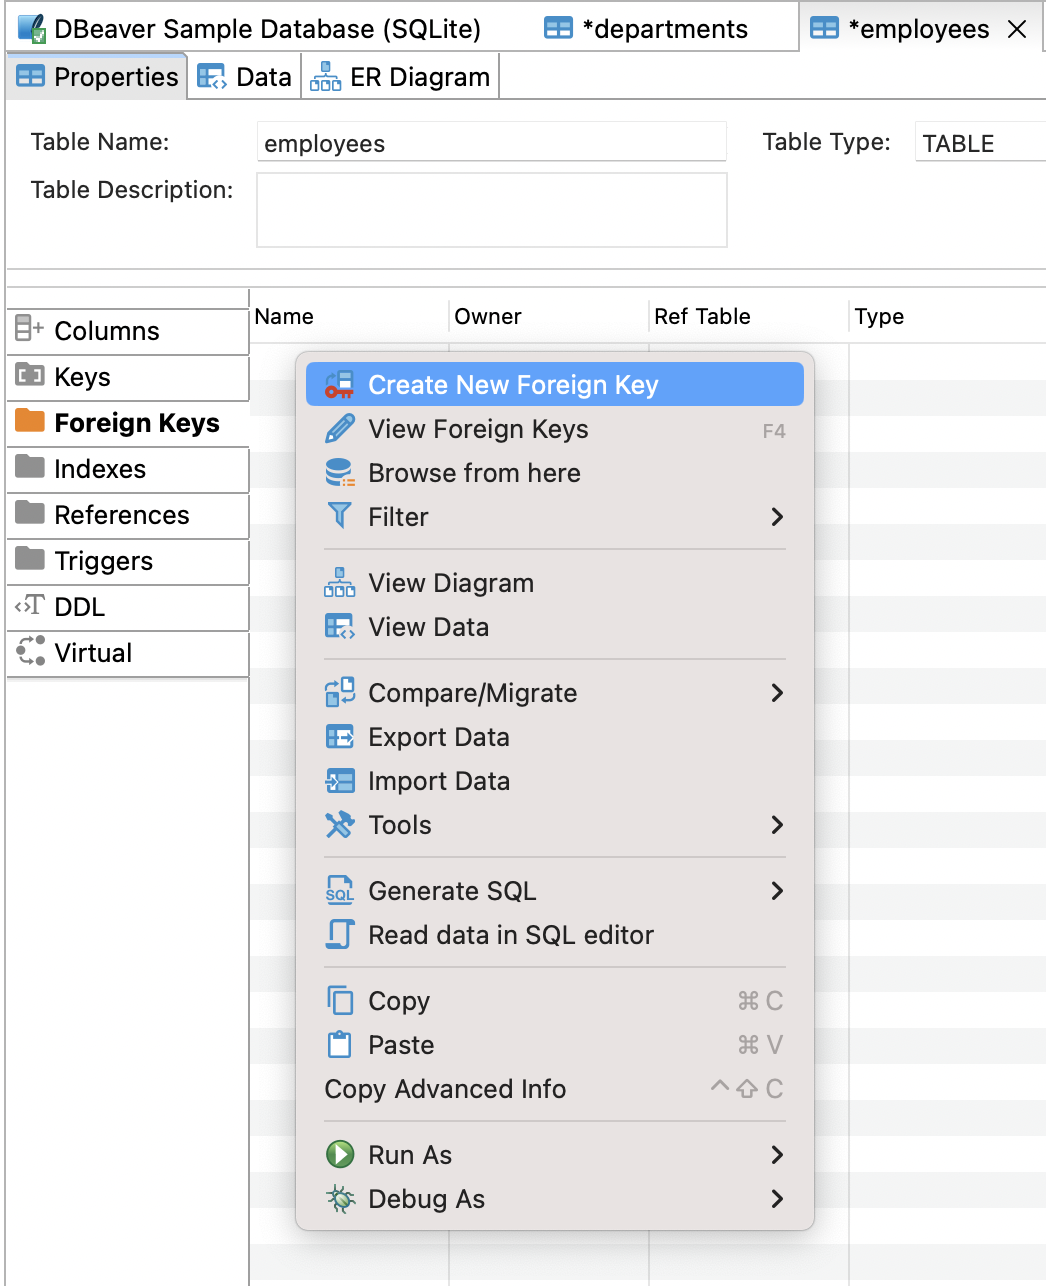 DBeaver Sample Database (SQLite) *departments *employees
Properties Data ER Diagram
Table Name: employees Table Type: TABLE
Table Description:
Name Owner Ref Table Type
Columns
Keys
Foreign Keys
Indexes
References
Triggers
DDL
Virtual
Create New Foreign Key
View Foreign Keys F4
Browse from here
Filter
View Diagram
View Data
Compare/Migrate
Export Data
Import Data
Tools
Generate SQL
Read data in SQL editor
Copy ⌘ C
Paste ⌘ V
Copy Advanced Info ^ ⇧ C
Run As
Debug As